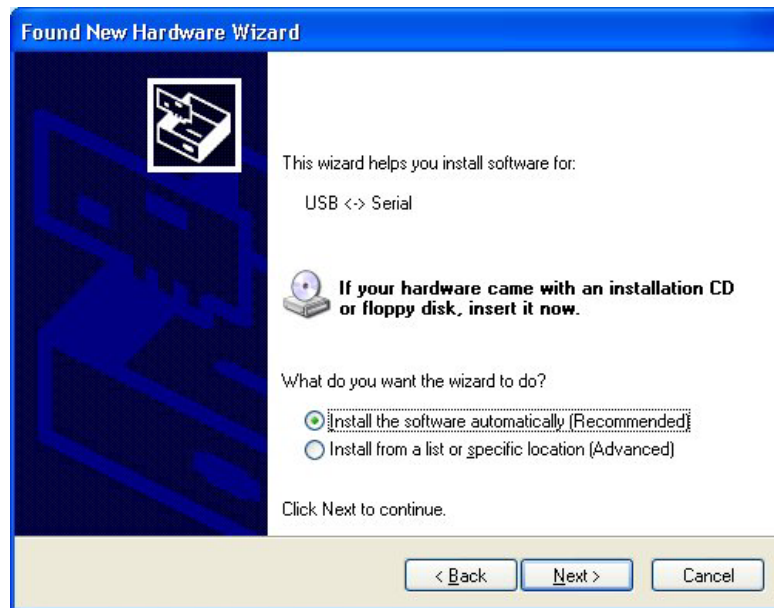 Found New Hardware Wizard
This wizard helps you install software for:
USB <-> Serial
If your hardware came with an installation CD
or floppy disk, insert it now.
What do you want the wizard to do?
Install the software automatically (Recommended)
Install from a list or specific location (Advanced)
Click Next to continue.
< Back
Next >
Cancel